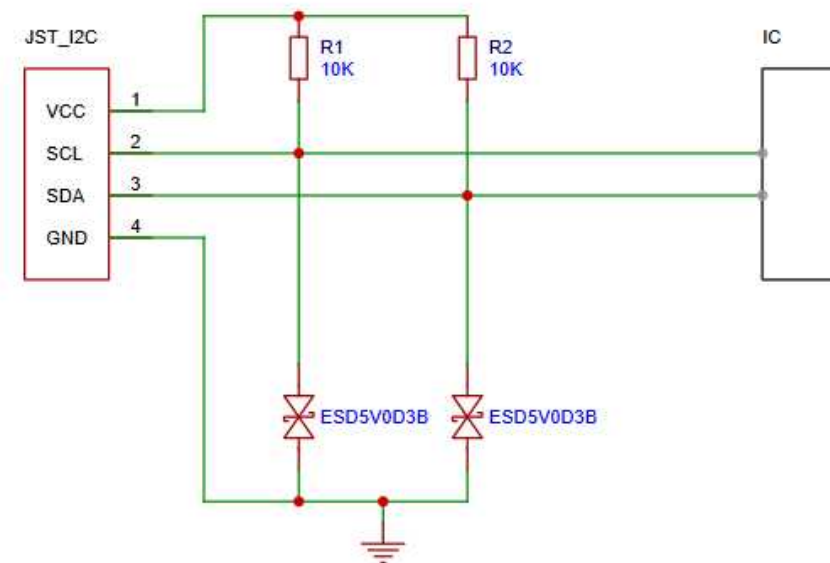 JST_I2C
VCC 1
SCL 2
SDA 3
GND 4
R1
10K
R2
10K
IC
ESD5V0D3B
ESD5V0D3B